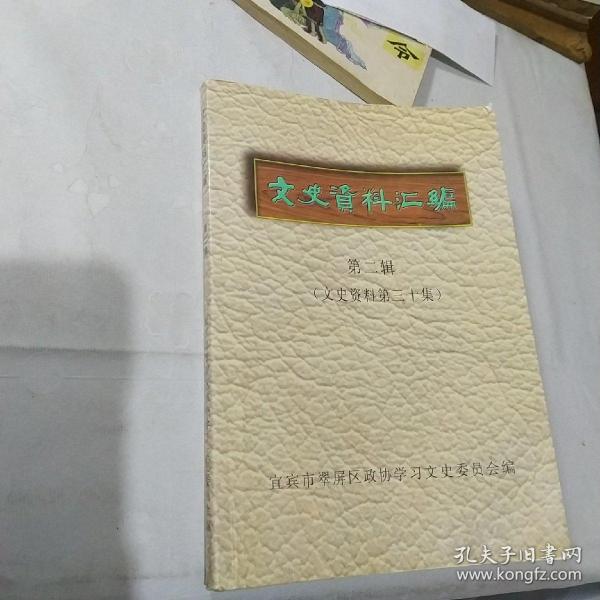 文史資料汇编
第二辑
(文史资料第三十集)
宜宾市翠屏区政协学习文史委员会编
孔夫子旧书网
www.kongfz.com